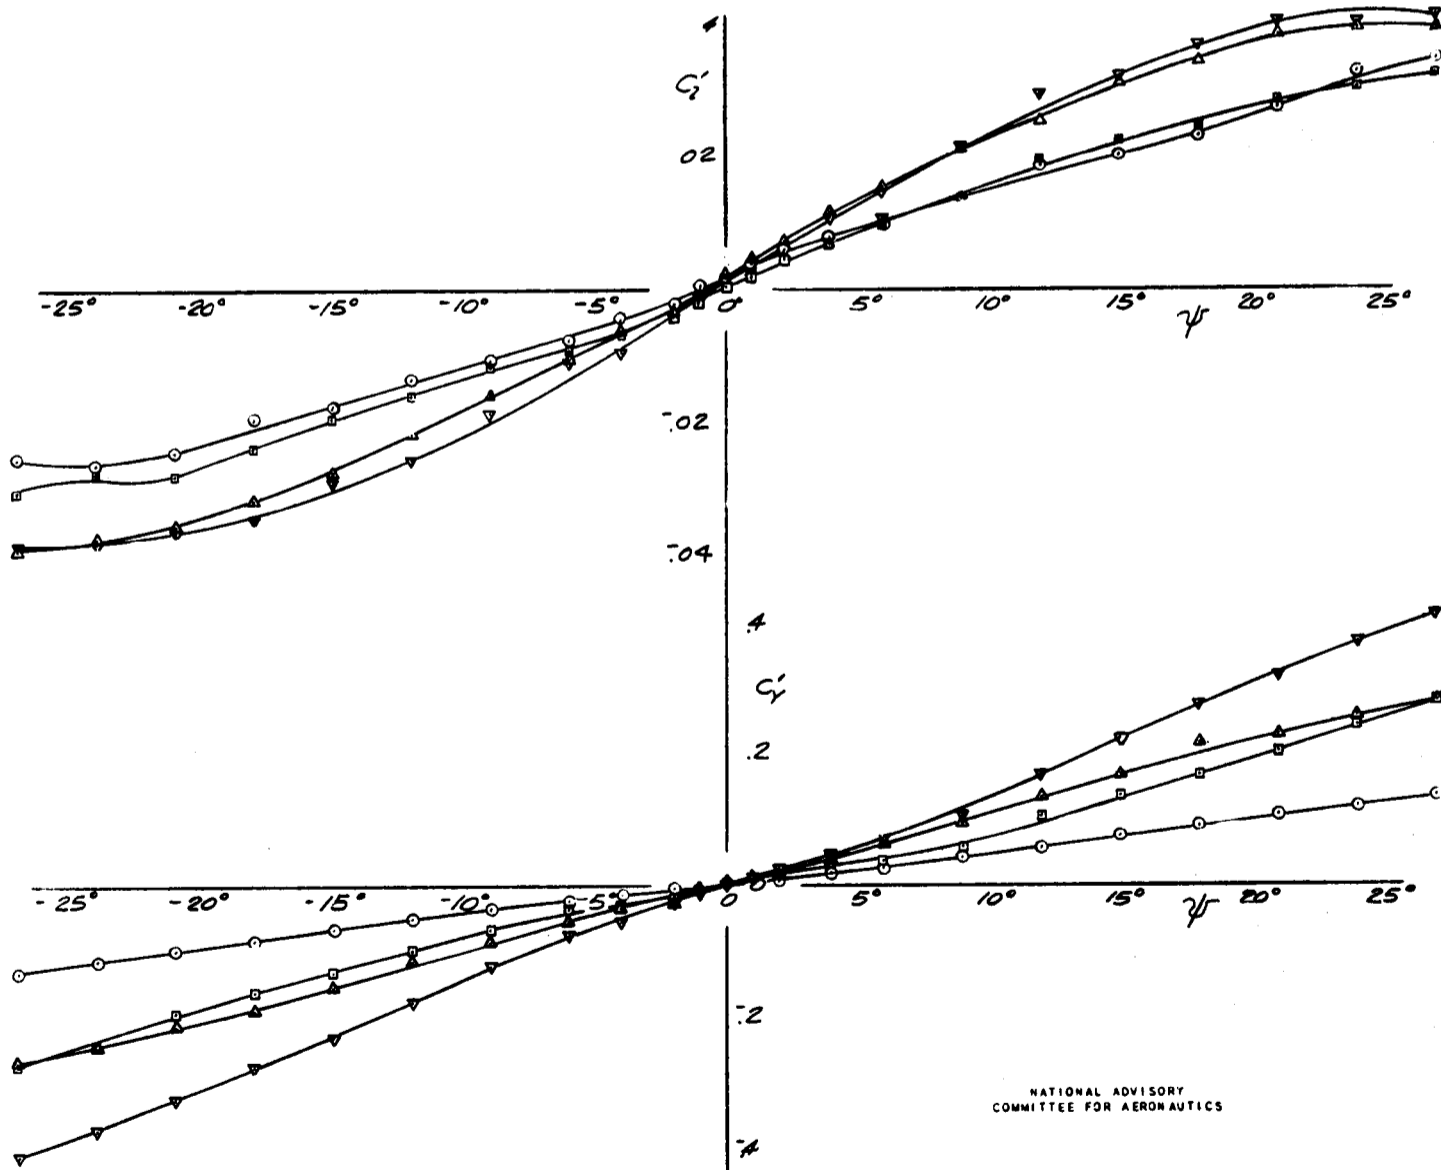 C'l
02
-25° -20° -15° -10° -5° 0° 5° 10° 15° 20° 25°
ψ
-.02
-.04
.4
C'Y
.2
0
-25° -20° -15° -10° -5° 0 5° 10° 15° 20° 25°
ψ
-.2
NATIONAL ADVISORY
COMMITTEE FOR AERONAUTICS
-.4